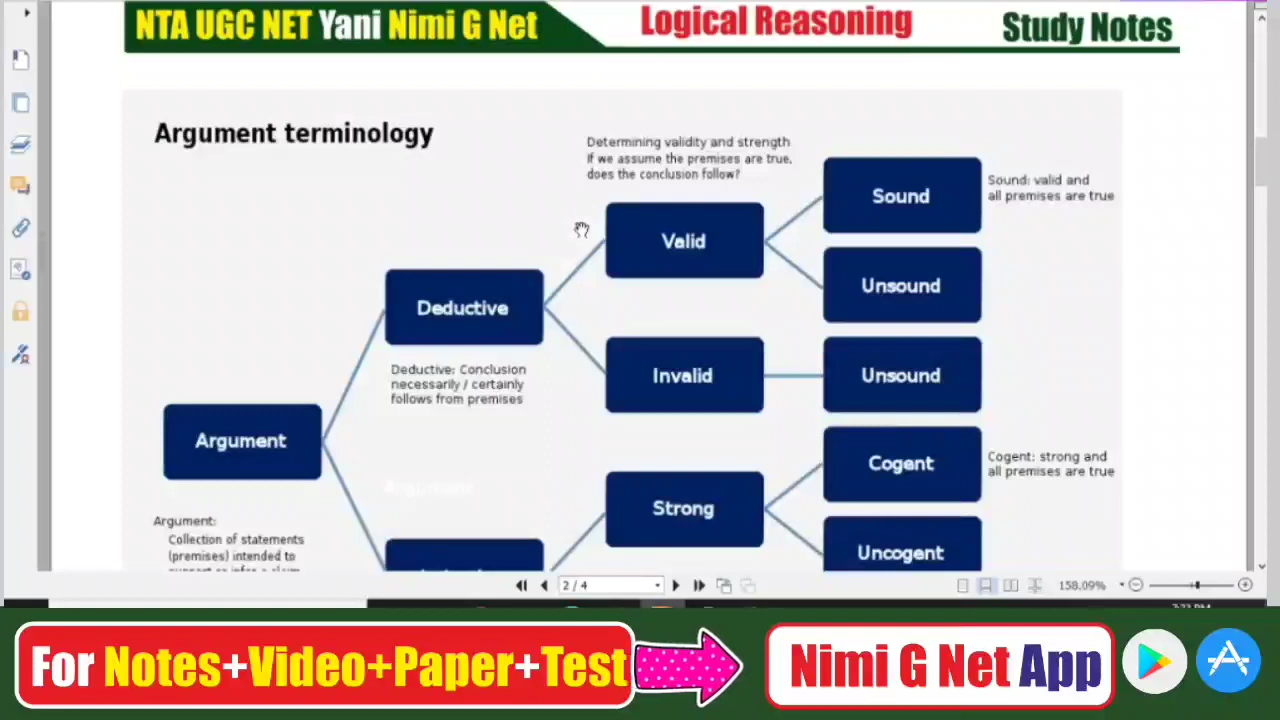 NTA UGC NET Yani Nimi G Net
Logical Reasoning
Study Notes
Argument terminology
Determining validity and strength
If we assume the premises are true,
does the conclusion follow?
Sound
Sound: valid and
all premises are true
Valid
Unsound
Deductive
Deductive: Conclusion
necessarily / certainly
follows from premises
Invalid
Unsound
Argument
Cogent
Cogent: strong and
all premises are true
Argument
Strong
Uncogent
Argument:
Collection of statements
(premises) intended to
2 / 4
158.09%
For Notes+Video+Paper+Test
Nimi G Net App